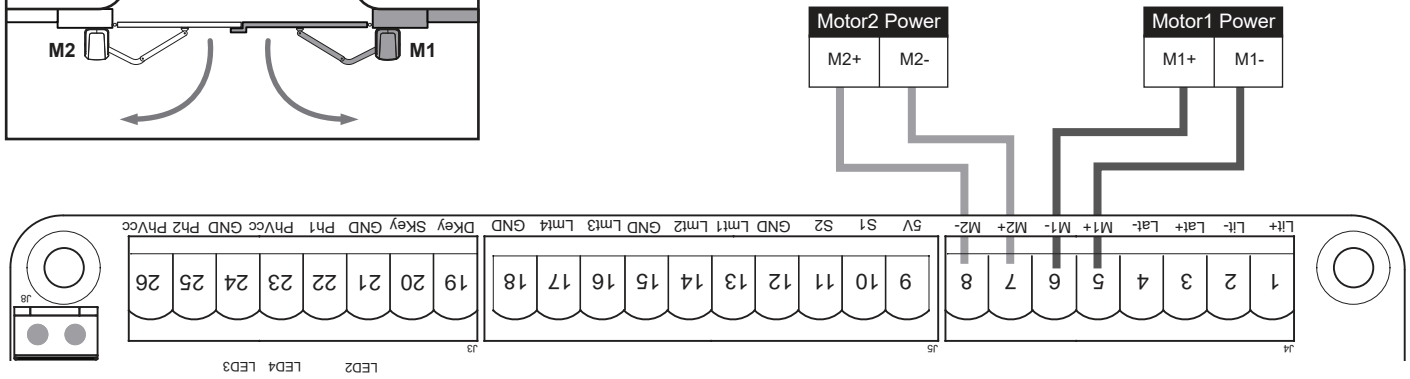 Motor2 Power
Motor1 Power
M2+ M2-
M1+ M1-
M2
M1
PhVcc Ph2 GND PhVcc Ph1 GND SKey DKey
GND Lmt4 Lmt3 GND Lmt2 Lmt1 GND S2 S1 5V
M2- M2+ M1- M1+ Lat- Lat+ Lit- Lit+
26 25 24 23 22 21 20 19
18 17 16 15 14 13 12 11 10 9
8 7 6 5 4 3 2 1
J8
J3
J5
J4
LED3 LED4 LED2